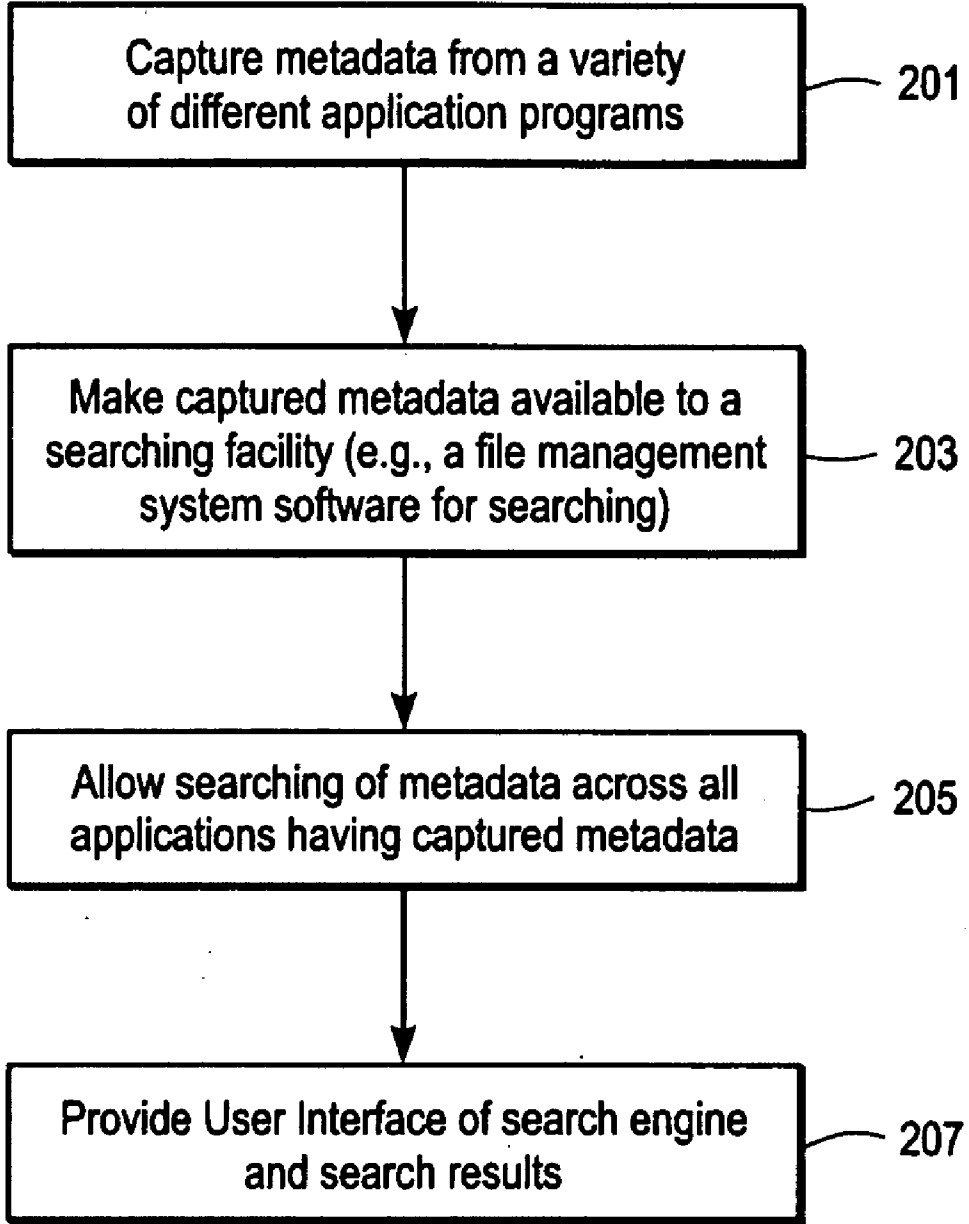 Capture metadata from a variety
of different application programs
201
Make captured metadata available to a
searching facility (e.g., a file management
system software for searching)
203
Allow searching of metadata across all
applications having captured metadata
205
Provide User Interface of search engine
and search results
207